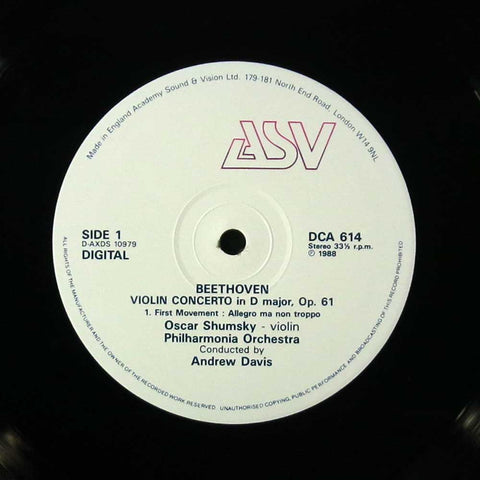 Made in England Academy Sound & Vision Ltd. 179-181 North End Road, London W14 9NL
ASV
SIDE 1
D-AXDS 10979
DIGITAL
DCA 614
Stereo 33⅓ r.p.m.
℗ 1988
BEETHOVEN
VIOLIN CONCERTO in D major, Op. 61
1. First Movement : Allegro ma non troppo
Oscar Shumsky - violin
Philharmonia Orchestra
Conducted by
Andrew Davis
ALL RIGHTS OF THE MANUFACTURER AND THE OWNER OF THE RECORDED WORK RESERVED. UNAUTHORISED COPYING, PUBLIC PERFORMANCE AND BROADCASTING OF THIS RECORD PROHIBITED